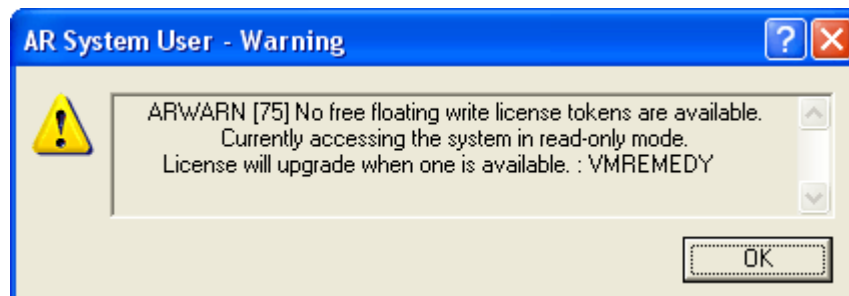 AR System User - Warning
ARWARN [75] No free floating write license tokens are available.
Currently accessing the system in read-only mode.
License will upgrade when one is available. : VMREMEDY
OK